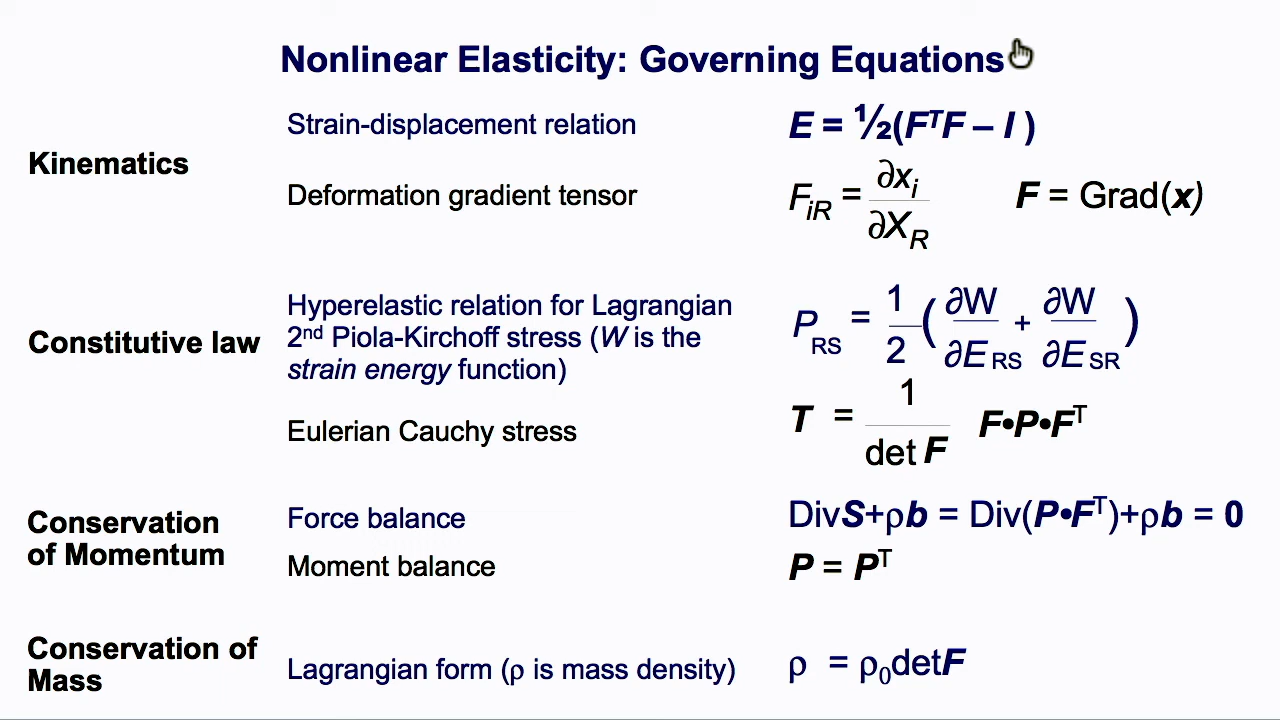 Nonlinear Elasticity: Governing Equations
Kinematics
Strain-displacement relation
E = ½(FᵀF – I )
Deformation gradient tensor
F_iR = ∂x_i / ∂X_R
F = Grad(x)
Constitutive law
Hyperelastic relation for Lagrangian
2nd Piola-Kirchoff stress (W is the
strain energy function)
P_RS = 1/2 (∂W/∂E_RS + ∂W/∂E_SR)
Eulerian Cauchy stress
T = 1/det F F•P•Fᵀ
Conservation
of Momentum
Force balance
DivS+ρb = Div(P•Fᵀ)+ρb = 0
Moment balance
P = Pᵀ
Conservation of
Mass
Lagrangian form (ρ is mass density)
ρ = ρ₀detF